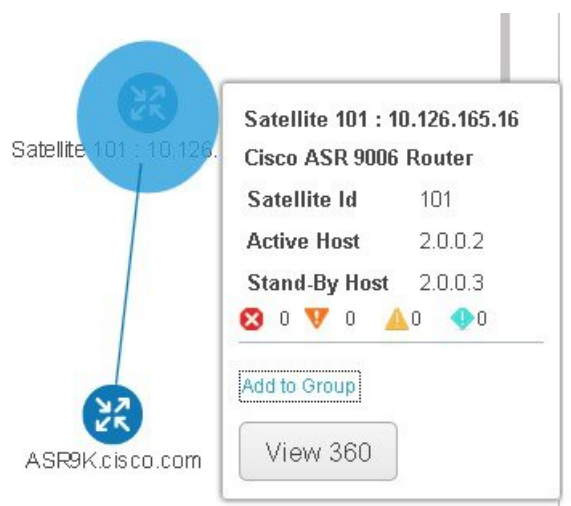 Satellite 101 : 10.126.
Satellite 101 : 10.126.165.16
Cisco ASR 9006 Router
Satellite Id 101
Active Host 2.0.0.2
Stand-By Host 2.0.0.3
0 0 0 0
Add to Group
View 360
ASR9K.cisco.com